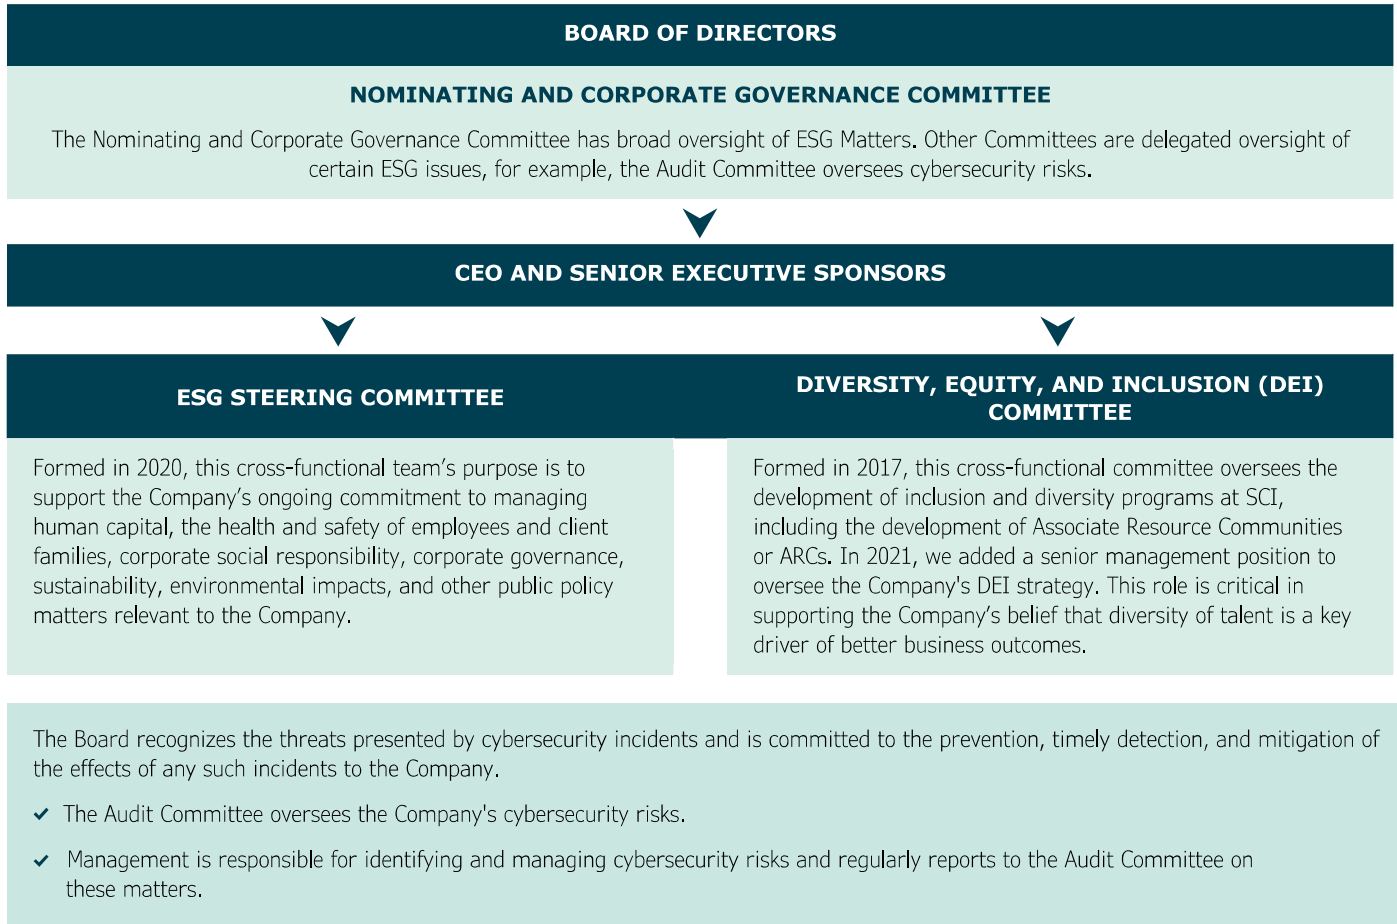 BOARD OF DIRECTORS
NOMINATING AND CORPORATE GOVERNANCE COMMITTEE
The Nominating and Corporate Governance Committee has broad oversight of ESG Matters. Other Committees are delegated oversight of
certain ESG issues, for example, the Audit Committee oversees cybersecurity risks.
CEO AND SENIOR EXECUTIVE SPONSORS
ESG STEERING COMMITTEE
Formed in 2020, this cross-functional team’s purpose is to
support the Company’s ongoing commitment to managing
human capital, the health and safety of employees and client
families, corporate social responsibility, corporate governance,
sustainability, environmental impacts, and other public policy
matters relevant to the Company.
DIVERSITY, EQUITY, AND INCLUSION (DEI)
COMMITTEE
Formed in 2017, this cross-functional committee oversees the
development of inclusion and diversity programs at SCI,
including the development of Associate Resource Communities
or ARCs. In 2021, we added a senior management position to
oversee the Company's DEI strategy. This role is critical in
supporting the Company’s belief that diversity of talent is a key
driver of better business outcomes.
The Board recognizes the threats presented by cybersecurity incidents and is committed to the prevention, timely detection, and mitigation of
the effects of any such incidents to the Company.
The Audit Committee oversees the Company's cybersecurity risks.
Management is responsible for identifying and managing cybersecurity risks and regularly reports to the Audit Committee on
these matters.